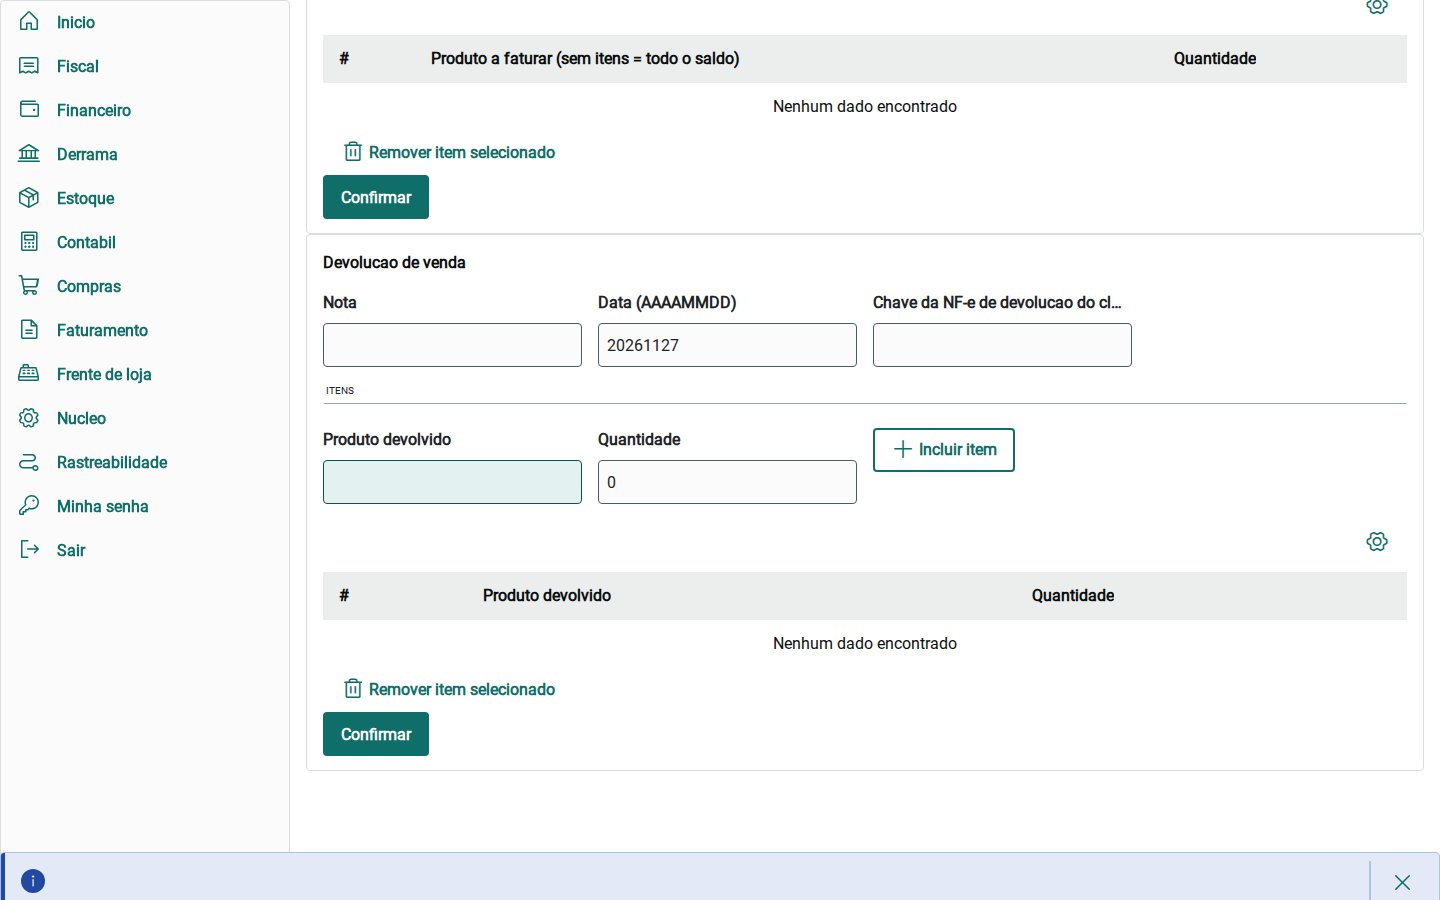 Inicio
Fiscal
Financeiro
Derrama
Estoque
Contabil
Compras
Faturamento
Frente de loja
Nucleo
Rastreabilidade
Minha senha
Sair
# Produto a faturar (sem itens = todo o saldo) Quantidade
Nenhum dado encontrado
Remover item selecionado
Confirmar
Devolucao de venda
Nota Data (AAAAMMDD) Chave da NF-e de devolucao do cl...
20261127
ITENS
Produto devolvido Quantidade
Incluir item
0
# Produto devolvido Quantidade
Nenhum dado encontrado
Remover item selecionado
Confirmar